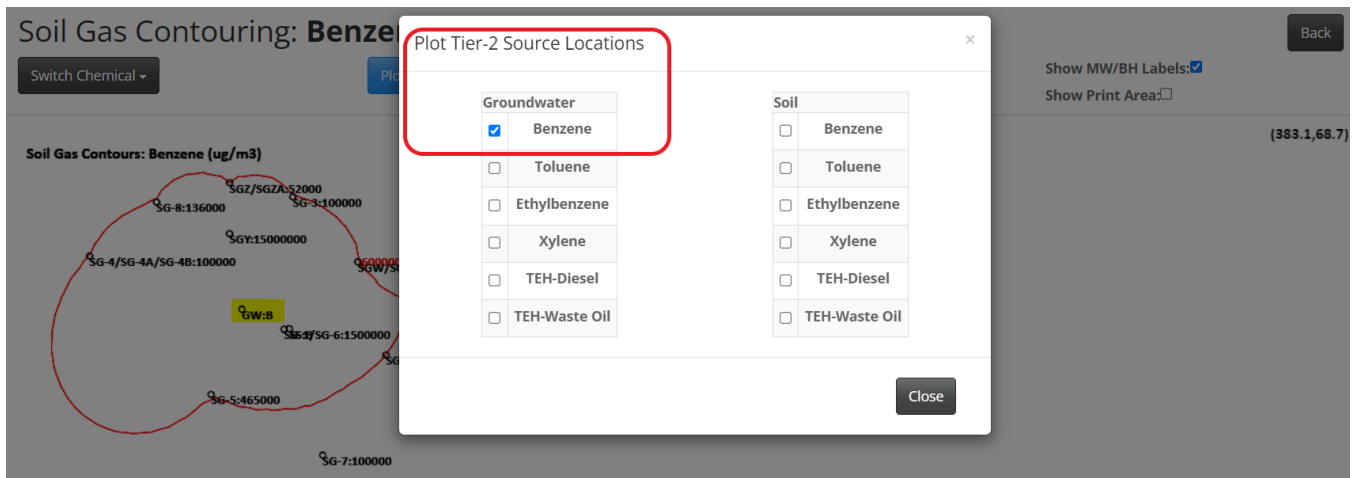 Soil Gas Contouring: Benze
Back
Switch Chemical
Plo
Show MW/BH Labels:
Show Print Area:
(383.1,68.7)
Soil Gas Contours: Benzene (ug/m3)
SGZ/SGZA:52000
SG-3:100000
SG-8:136000
SGY:15000000
SG-4/SG-4A/SG-4B:100000
SGW/S
GW:B
SG-6:1500000
SG
SG-5:465000
SG-7:100000
Plot Tier-2 Source Locations
×
Groundwater
Benzene
Toluene
Ethylbenzene
Xylene
TEH-Diesel
TEH-Waste Oil
Soil
Benzene
Toluene
Ethylbenzene
Xylene
TEH-Diesel
TEH-Waste Oil
Close